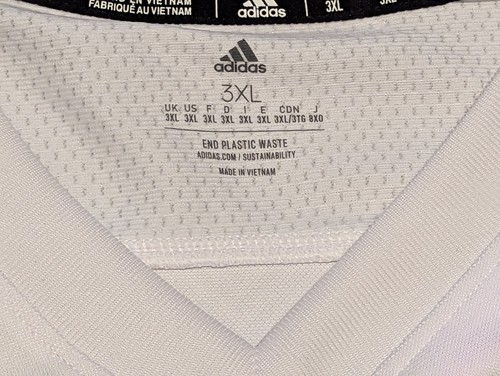 IN VIETNAM
FABRIQUÉ AU VIETNAM
adidas
3XL
adidas
3XL
UK US F D I E CDN J
3XL 3XL 3XL 3XL 3XL 3XL 3XL/3TG 8XO
END PLASTIC WASTE
ADIDAS.COM / SUSTAINABILITY
MADE IN VIETNAM